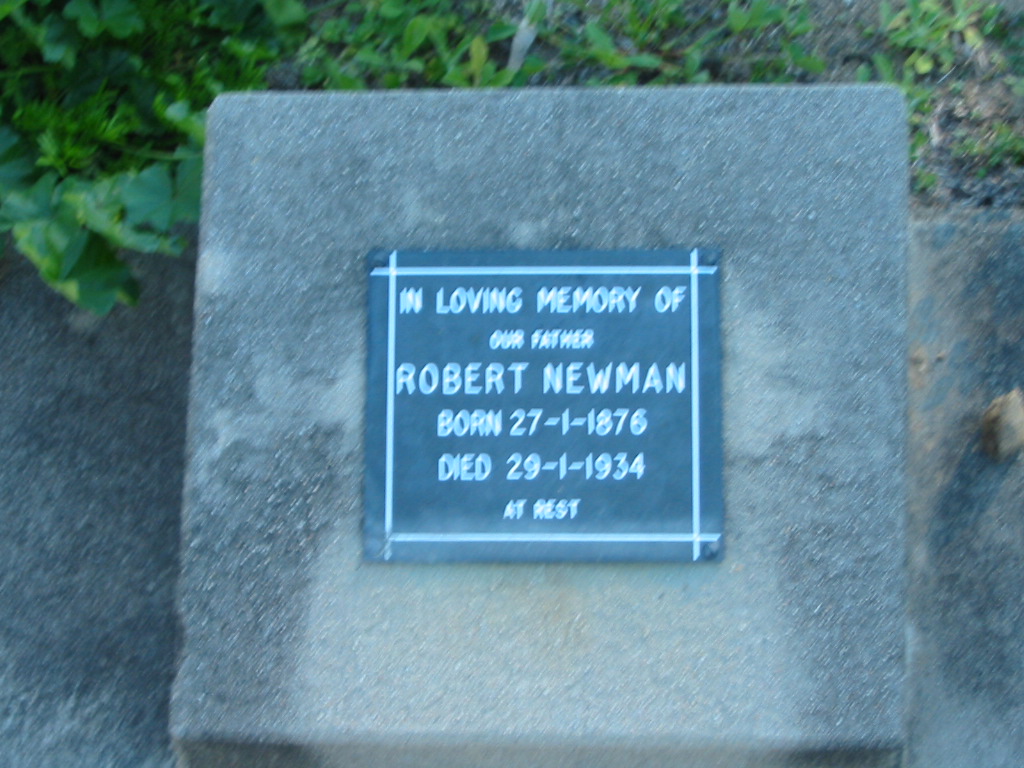 IN LOVING MEMORY OF
OUR FATHER
ROBERT NEWMAN
BORN 27-1-1876
DIED 29-1-1934
AT REST